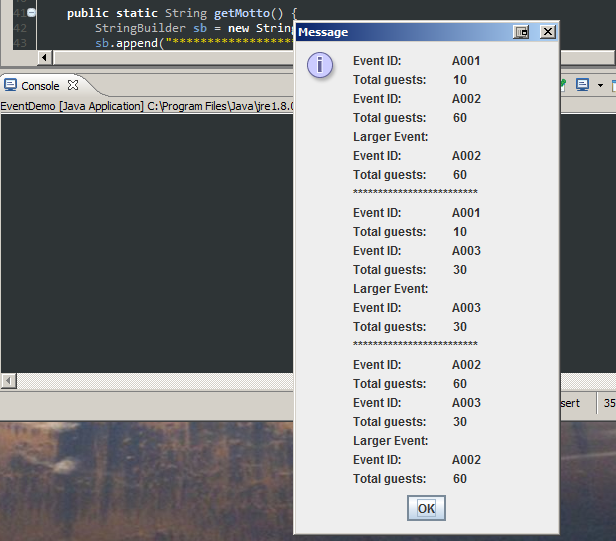 41 public static String getMotto() {
42 StringBuilder sb = new Strin
43 sb.append("********************
Console
EventDemo [Java Application] C:\Program Files\Java\jre1.8.0
sert 35
Message
Event ID: A001
Total guests: 10
Event ID: A002
Total guests: 60
Larger Event:
Event ID: A002
Total guests: 60
*************************
Event ID: A001
Total guests: 10
Event ID: A003
Total guests: 30
Larger Event:
Event ID: A003
Total guests: 30
*************************
Event ID: A002
Total guests: 60
Event ID: A003
Total guests: 30
Larger Event:
Event ID: A002
Total guests: 60
OK